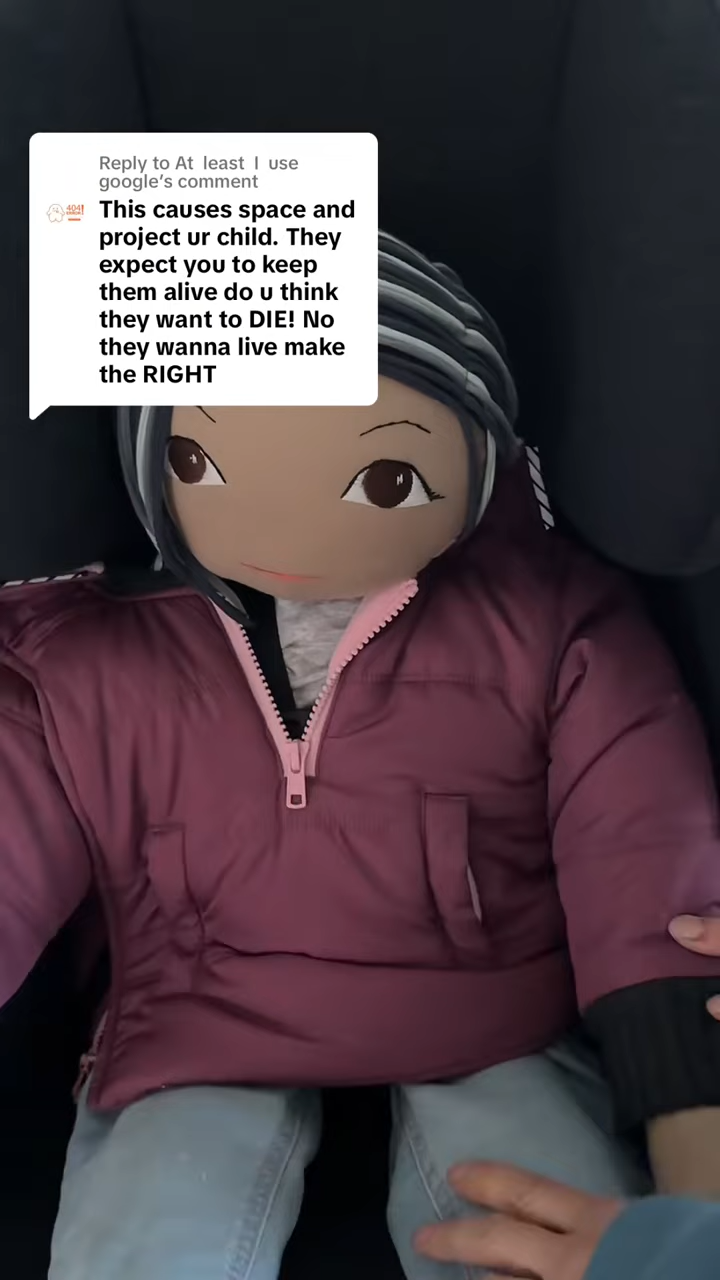 Reply to At least I use
google's comment
404!
This causes space and
project ur child. They
expect you to keep
them alive do u think
they want to DIE! No
they wanna live make
the RIGHT